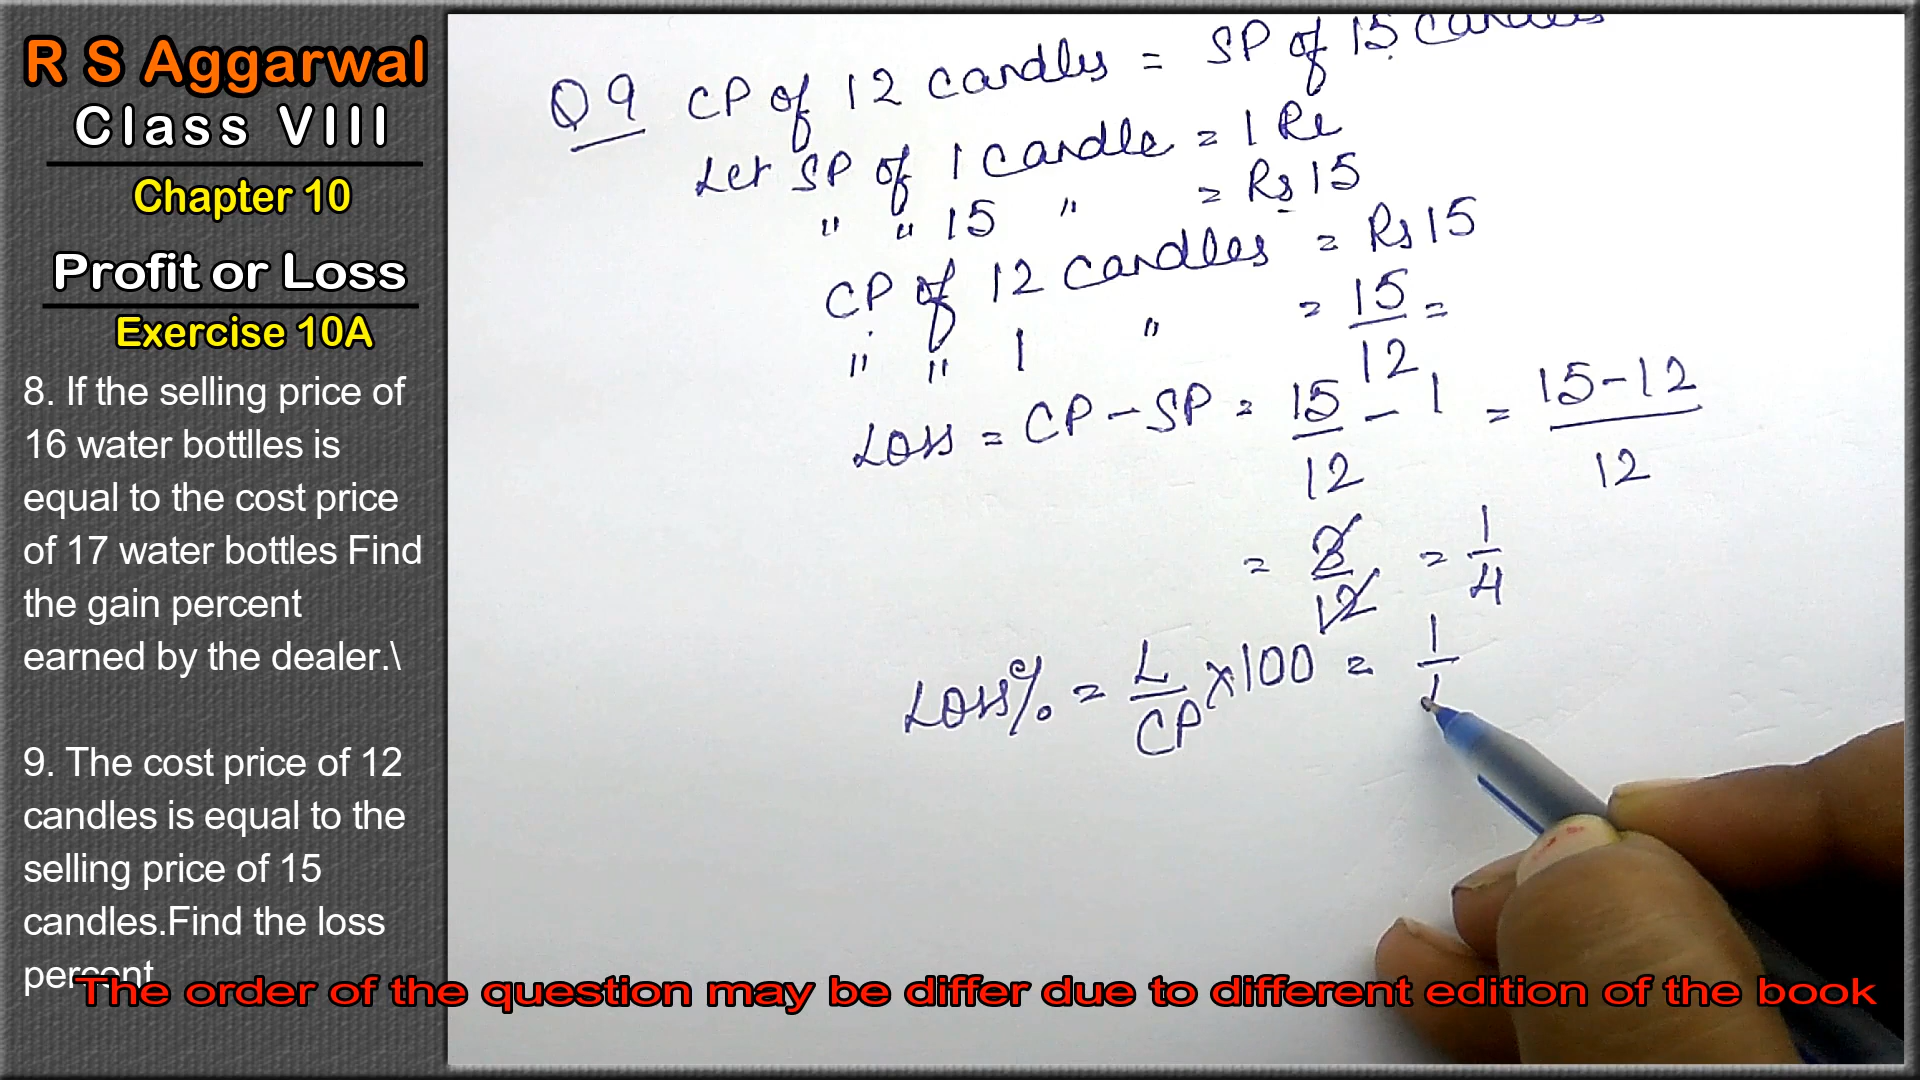 R S Aggarwal
Class VIII
Chapter 10
Profit or Loss
Exercise 10A
8. If the selling price of
16 water bottlles is
equal to the cost price
of 17 water bottles Find
the gain percent
earned by the dealer.\
9. The cost price of 12
candles is equal to the
selling price of 15
candles.Find the loss
percent
Q 9 CP of 12 candles = SP of 15 candles
Let SP of 1 candle = 1 Re
" " 15 " = Rs 15
CP of 12 candles = Rs 15
" " 1 " = 15/12 =
Loss = CP - SP = 15/12 - 1 = 15-12/12
= 3/12 = 1/4
Loss% = L/CP × 100 = 1/
The order of the question may be differ due to different edition of the book